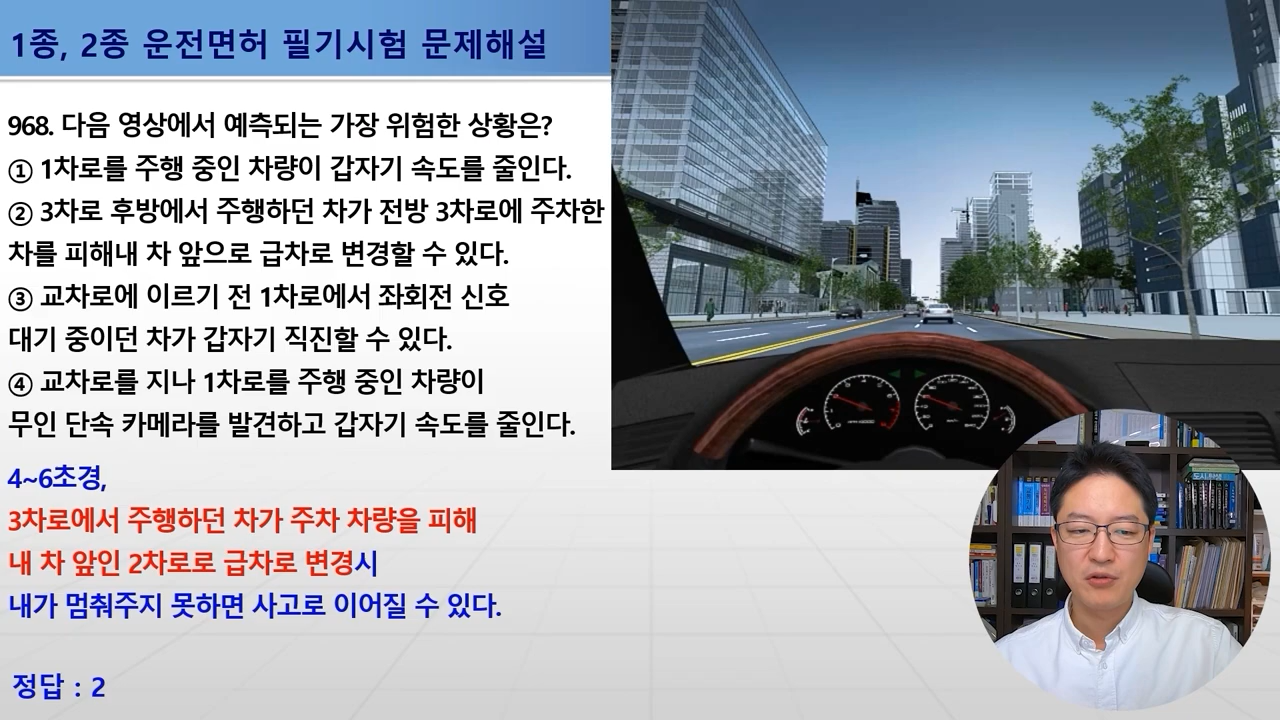 1종, 2종 운전면허 필기시험 문제해설
968. 다음 영상에서 예측되는 가장 위험한 상황은?
① 1차로를 주행 중인 차량이 갑자기 속도를 줄인다.
② 3차로 후방에서 주행하던 차가 전방 3차로에 주차한
차를 피해내 차 앞으로 급차로 변경할 수 있다.
③ 교차로에 이르기 전 1차로에서 좌회전 신호
대기 중이던 차가 갑자기 직진할 수 있다.
④ 교차로를 지나 1차로를 주행 중인 차량이
무인 단속 카메라를 발견하고 갑자기 속도를 줄인다.
4~6초경,
3차로에서 주행하던 차가 주차 차량을 피해
내 차 앞인 2차로로 급차로 변경시
내가 멈춰주지 못하면 사고로 이어질 수 있다.
정답 : 2